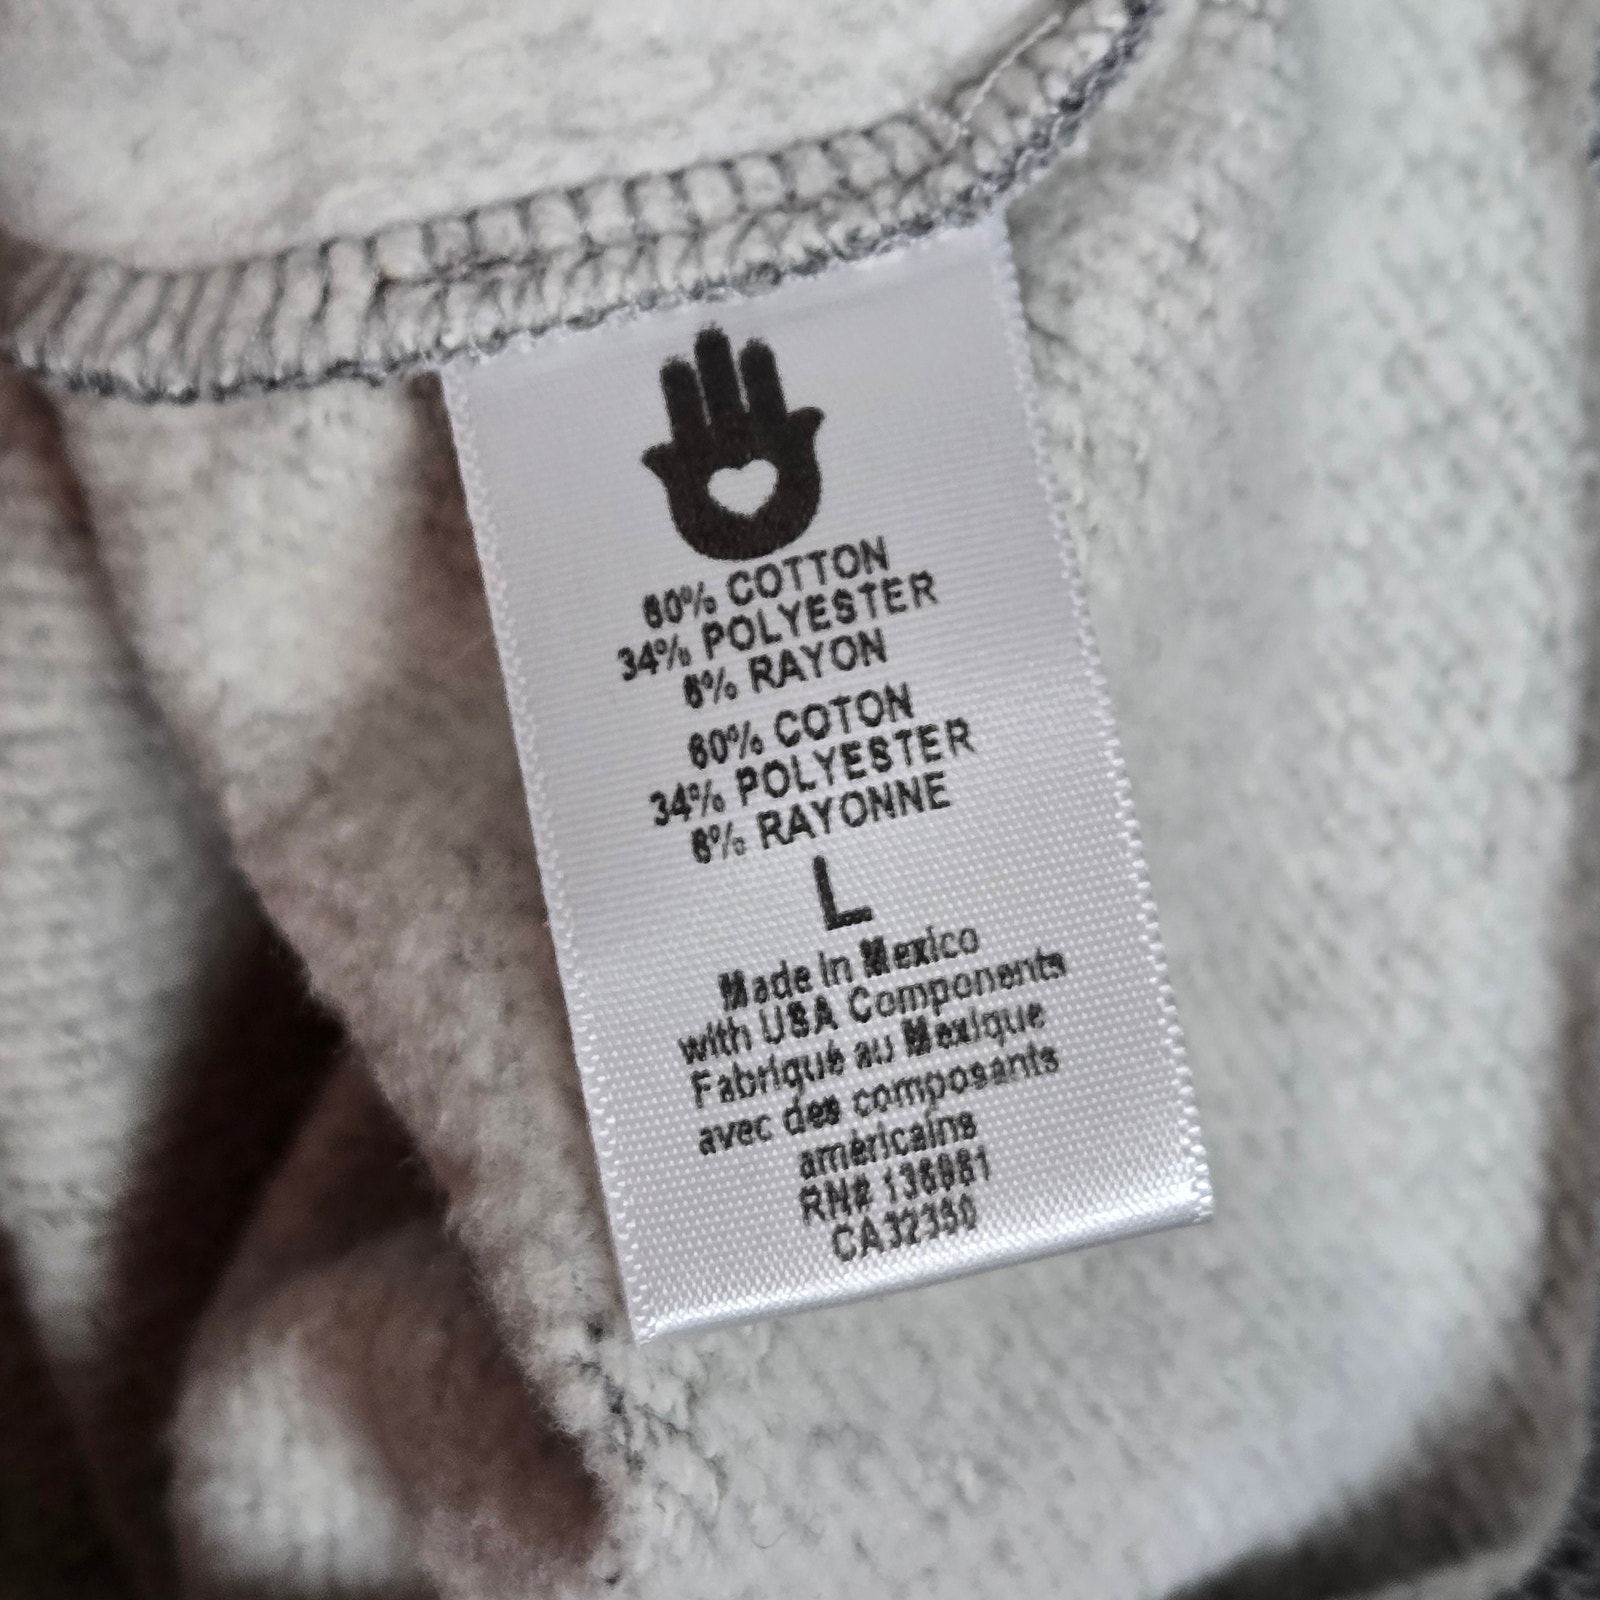 60% COTTON
34% POLYESTER
6% RAYON
60% COTON
34% POLYESTER
6% RAYONNE
L
Made in Mexico
with USA Components
Fabriqué au Mexique
avec des composants
américains
RN# 136981
CA32350